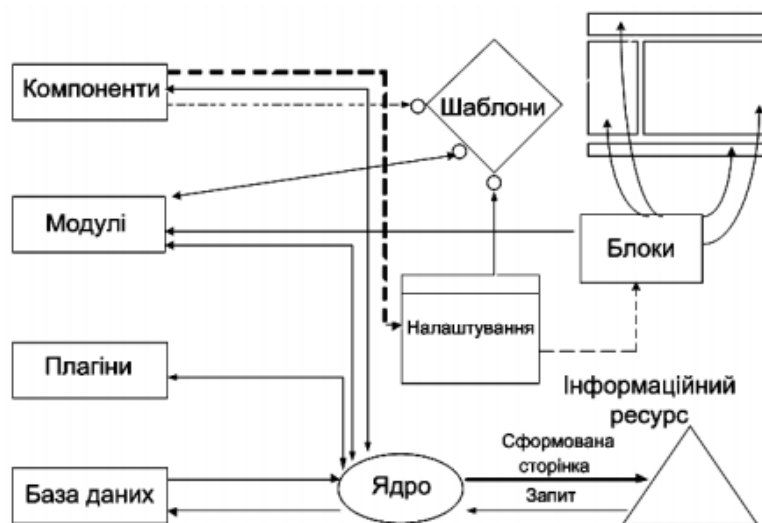 Компоненти
Шаблони
Модулі
Блоки
Налаштування
Плагіни
Інформаційний
ресурс
Сформована
сторінка
База даних
Ядро
Запит